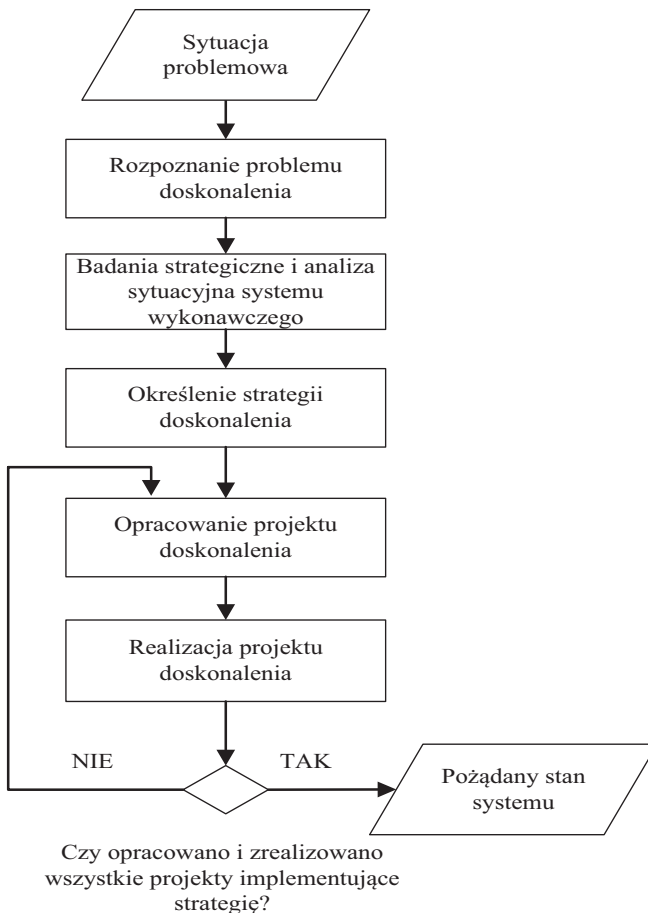 Sytuacja
problemowa
Rozpoznanie problemu
doskonalenia
Badania strategiczne i analiza
sytuacyjna systemu
wykonawczego
Określenie strategii
doskonalenia
Opracowanie projektu
doskonalenia
Realizacja projektu
doskonalenia
NIE
TAK
Pożądany stan
systemu
Czy opracowano i zrealizowano
wszystkie projekty implementujące
strategię?